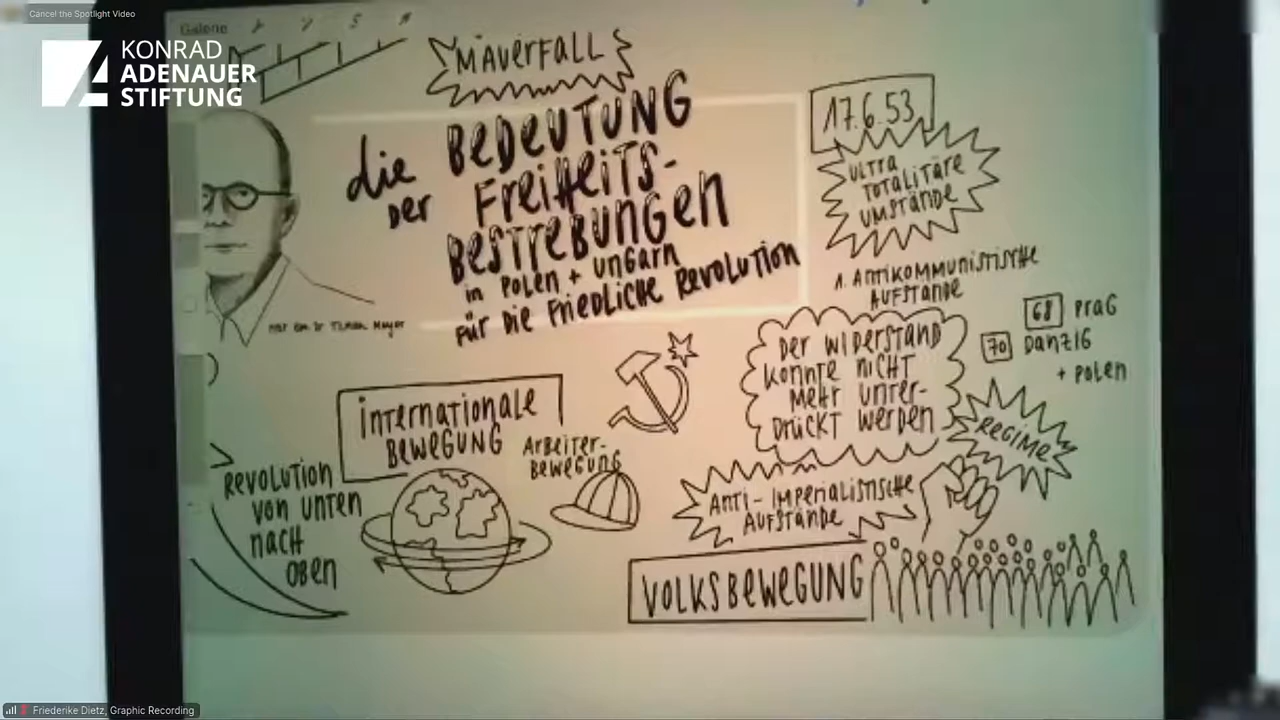 Cancel the Spotlight Video
Galerie
KONRAD
ADENAUER
STIFTUNG
MAUERFALL
die BEDEUTUNG
DER FREIHEITS-
BESTREBUNGEN
in POLEN + UNGARN
FÜR DIE FRIEDLICHE REVOLUTION
17.6.53
ULTRA
TOTALITÄRE
UMSTÄNDE
1. ANTIKOMMUNISTISCHE
AUFSTÄNDE
68 PRAG
70 DANZIG
+ POLEN
DER WIDERSTAND
KONNTE NICHT
MEHR UNTER-
DRÜCKT WERDEN
REGIME
INTERNATIONALE
BEWEGUNG
ARBEITER-
BEWEGUNG
REVOLUTION
VON UNTEN
NACH
OBEN
ANTI-IMPERIALISTISCHE
AUFSTÄNDE
VOLKSBEWEGUNG
Friederike Dietz, Graphic Recording